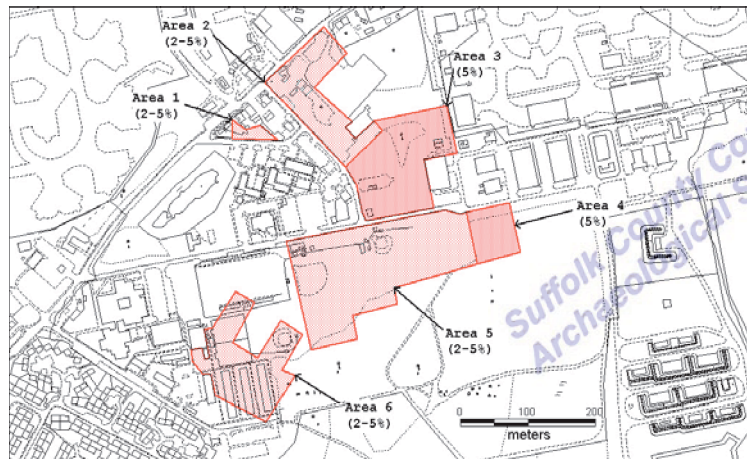 Area 2
(2-5%)
Area 3
(5%)
Area 1
(2-5%)
Area 4
(5%)
Suffolk County Co
Archaeological S
Area 5
(2-5%)
Area 6
(2-5%)
0 100 200
meters